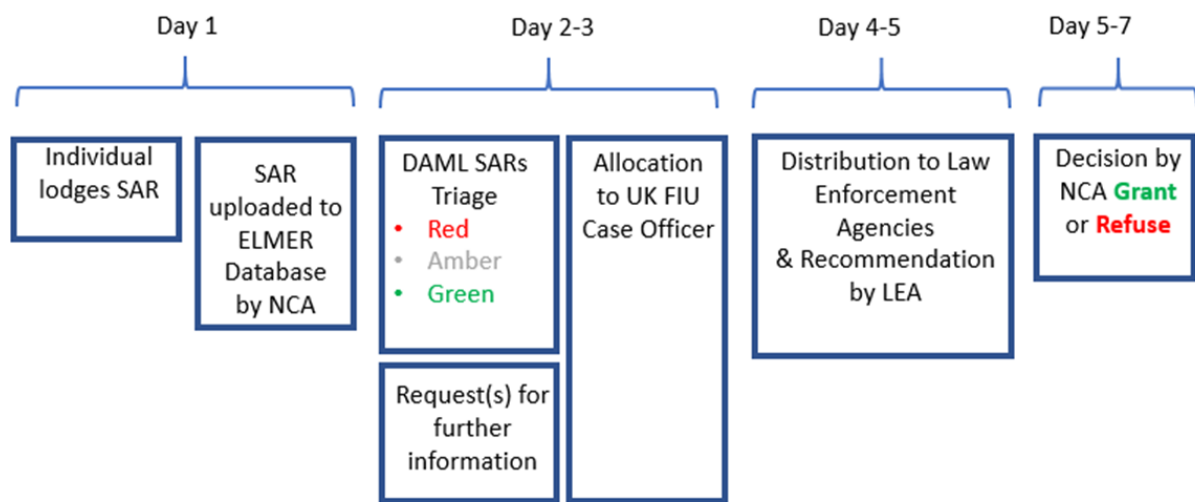 Day 1
Day 2-3
Day 4-5
Day 5-7
Individual
lodges SAR
SAR
uploaded to
ELMER
Database
by NCA
DAML SARs
Triage
• Red
• Amber
• Green
Request(s) for
further
information
Allocation
to UK FIU
Case Officer
Distribution to Law
Enforcement
Agencies
& Recommendation
by LEA
Decision by
NCA Grant
or Refuse